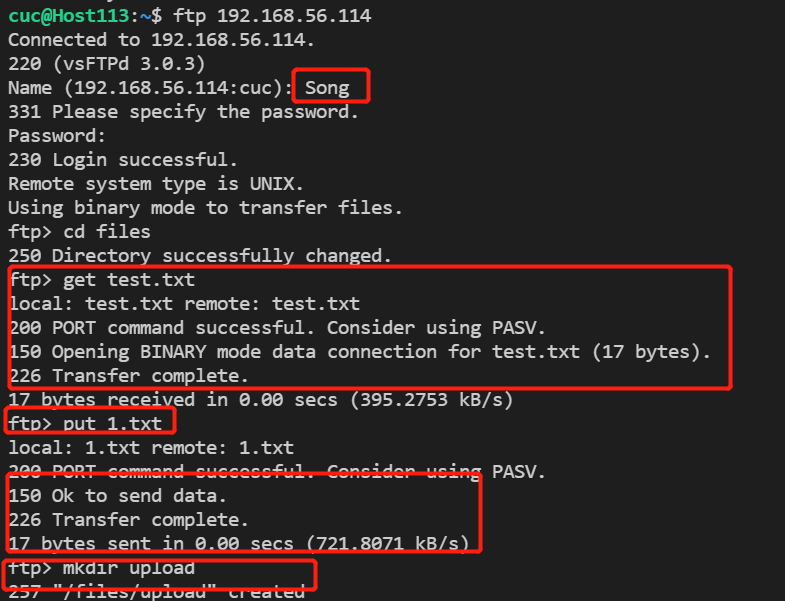 cuc@Host113:~$ ftp 192.168.56.114
Connected to 192.168.56.114.
220 (vsFTPd 3.0.3)
Name (192.168.56.114:cuc): Song
331 Please specify the password.
Password:
230 Login successful.
Remote system type is UNIX.
Using binary mode to transfer files.
ftp> cd files
250 Directory successfully changed.
ftp> get test.txt
local: test.txt remote: test.txt
200 PORT command successful. Consider using PASV.
150 Opening BINARY mode data connection for test.txt (17 bytes).
226 Transfer complete.
17 bytes received in 0.00 secs (395.2753 kB/s)
ftp> put 1.txt
local: 1.txt remote: 1.txt
200 PORT command successful. Consider using PASV.
150 Ok to send data.
226 Transfer complete.
17 bytes sent in 0.00 secs (721.8071 kB/s)
ftp> mkdir upload
257 "/files/upload" created